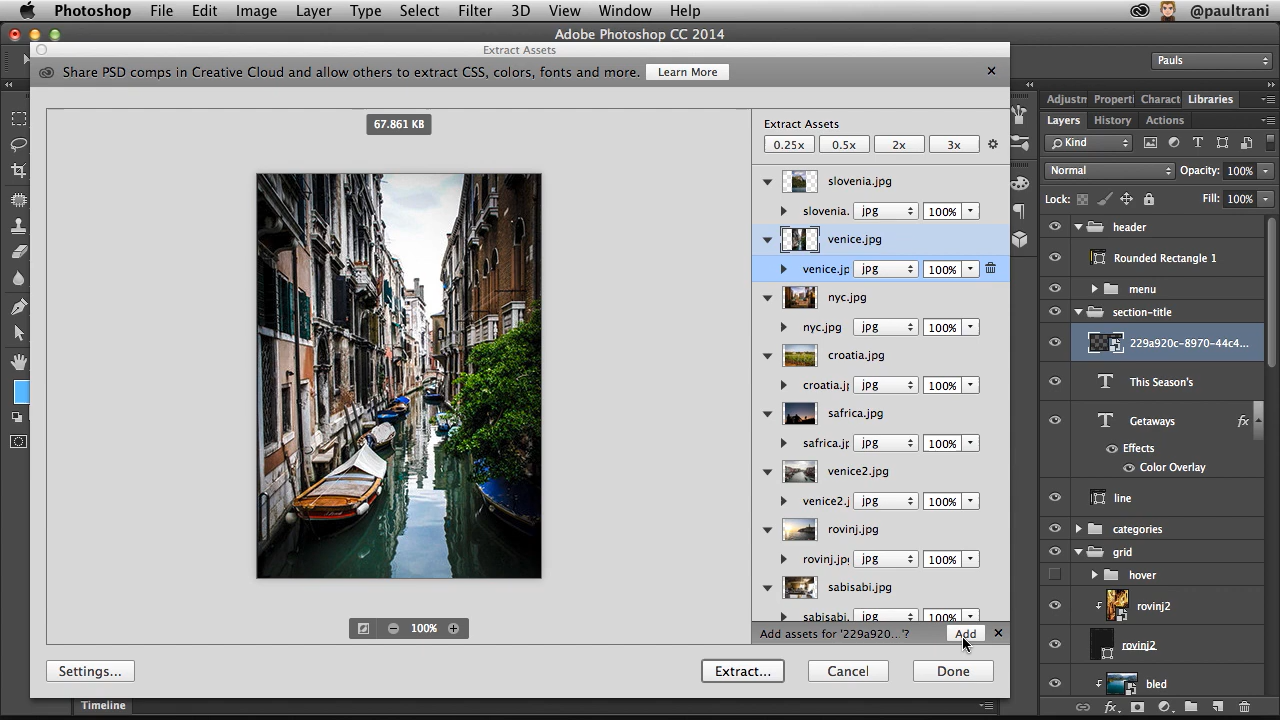 Photoshop File Edit Image Layer Type Select Filter 3D View Window Help @paultrani
Adobe Photoshop CC 2014
Extract Assets
Share PSD comps in Creative Cloud and allow others to extract CSS, colors, fonts and more. Learn More
Pauls
67.861 KB
Extract Assets
0.25x 0.5x 2x 3x
slovenia.jpg
slovenia. jpg 100%
venice.jpg
venice.jp jpg 100%
nyc.jpg
nyc.jpg jpg 100%
croatia.jpg
croatia.j jpg 100%
safrica.jpg
safrica.jp jpg 100%
venice2.jpg
venice2.j jpg 100%
rovinj.jpg
rovinj.jpg jpg 100%
sabisabi.jpg
sabisabi. jpg 100%
Add assets for '229a920...'? Add
100%
Settings... Extract... Cancel Done
Timeline
Adjustn Properti Charact Libraries
Layers History Actions
Kind
Normal Opacity: 100%
Lock: Fill: 100%
header
Rounded Rectangle 1
menu
section-title
229a920c-8970-44c4...
This Season's
Getaways fx
Effects
Color Overlay
line
categories
grid
hover
rovinj2
rovinj2
bled
fx